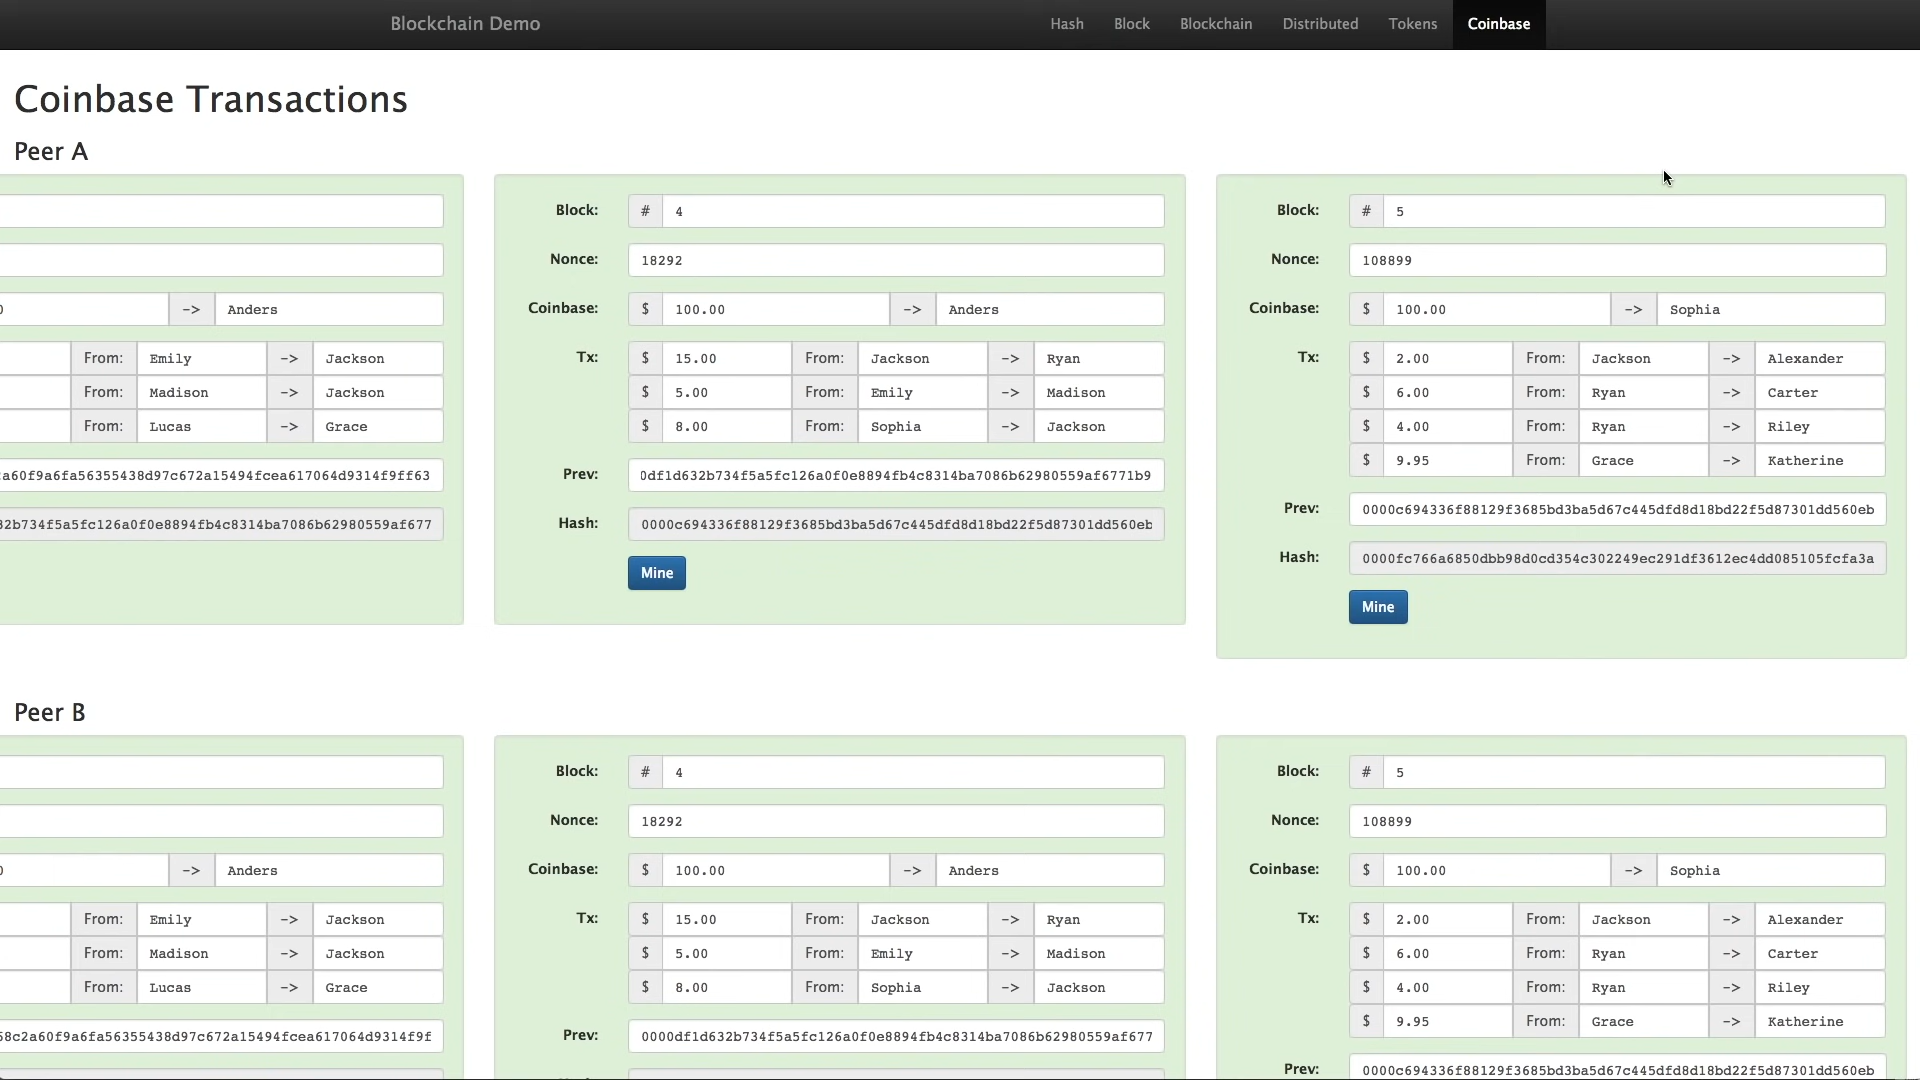 Blockchain Demo Hash Block Blockchain Distributed Tokens Coinbase
Coinbase Transactions
Peer A
-> Anders
From: Emily -> Jackson
From: Madison -> Jackson
From: Lucas -> Grace
a60f9a6fa56355438d97c672a15494fcea617064d9314f9ff63
32b734f5a5fc126a0f0e8894fb4c8314ba7086b62980559af677
Block: # 4
Nonce: 18292
Coinbase: $ 100.00 -> Anders
Tx: $ 15.00 From: Jackson -> Ryan
$ 5.00 From: Emily -> Madison
$ 8.00 From: Sophia -> Jackson
Prev: 0df1d632b734f5a5fc126a0f0e8894fb4c8314ba7086b62980559af6771b9
Hash: 0000c694336f88129f3685bd3ba5d67c445dfd8d18bd22f5d87301dd560eb
Mine
Block: # 5
Nonce: 108899
Coinbase: $ 100.00 -> Sophia
Tx: $ 2.00 From: Jackson -> Alexander
$ 6.00 From: Ryan -> Carter
$ 4.00 From: Ryan -> Riley
$ 9.95 From: Grace -> Katherine
Prev: 0000c694336f88129f3685bd3ba5d67c445dfd8d18bd22f5d87301dd560eb
Hash: 0000fc766a6850dbb98d0cd354c302249ec291df3612ec4dd085105fcfa3a
Mine
Peer B
-> Anders
From: Emily -> Jackson
From: Madison -> Jackson
From: Lucas -> Grace
68c2a60f9a6fa56355438d97c672a15494fcea617064d9314f9f
Block: # 4
Nonce: 18292
Coinbase: $ 100.00 -> Anders
Tx: $ 15.00 From: Jackson -> Ryan
$ 5.00 From: Emily -> Madison
$ 8.00 From: Sophia -> Jackson
Prev: 0000df1d632b734f5a5fc126a0f0e8894fb4c8314ba7086b62980559af677
Block: # 5
Nonce: 108899
Coinbase: $ 100.00 -> Sophia
Tx: $ 2.00 From: Jackson -> Alexander
$ 6.00 From: Ryan -> Carter
$ 4.00 From: Ryan -> Riley
$ 9.95 From: Grace -> Katherine
Prev: 0000c694336f88129f3685bd3ba5d67c445dfd8d18bd22f5d87301dd560eb